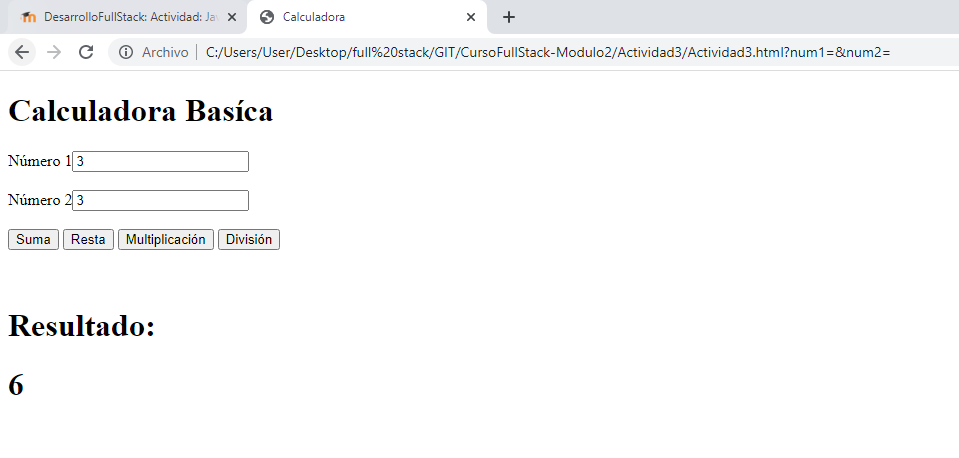 DesarrolloFullStack: Actividad: Ja
Calculadora
Archivo
C:/Users/User/Desktop/full%20stack/GIT/CursoFullStack-Modulo2/Actividad3/Actividad3.html?num1=&num2=
Calculadora Basíca
Número 1 3
Número 2 3
Suma Resta Multiplicación División
Resultado:
6